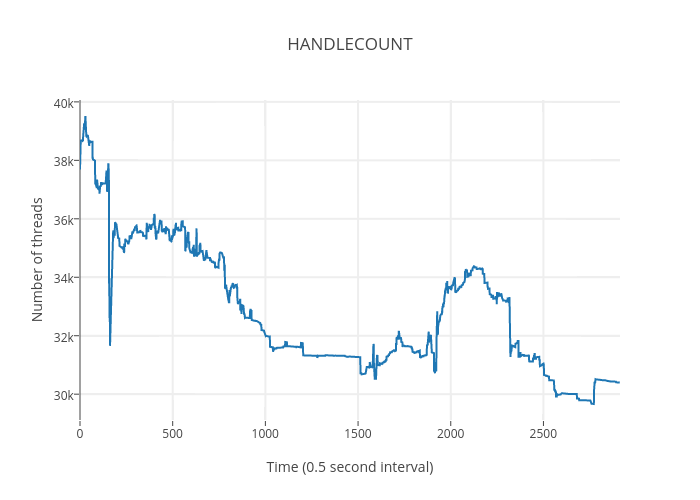 HANDLECOUNT
40k
38k
36k
34k
32k
30k
Number of threads
0
500
1000
1500
2000
2500
Time (0.5 second interval)